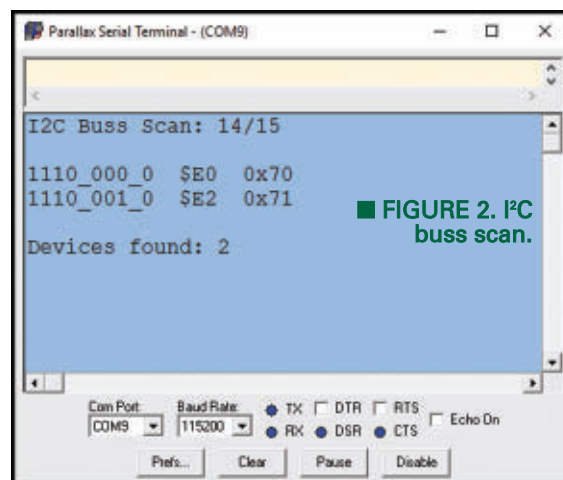 Parallax Serial Terminal - (COM9)
I2C Buss Scan: 14/15
1110_000_0 $E0 0x70
1110_001_0 $E2 0x71
Devices found: 2
■ FIGURE 2. I²C
buss scan.
Com Port: Baud Rate: TX DTR RTS
COM9 115200 RX DSR CTS Echo On
Prefs... Clear Pause Disable